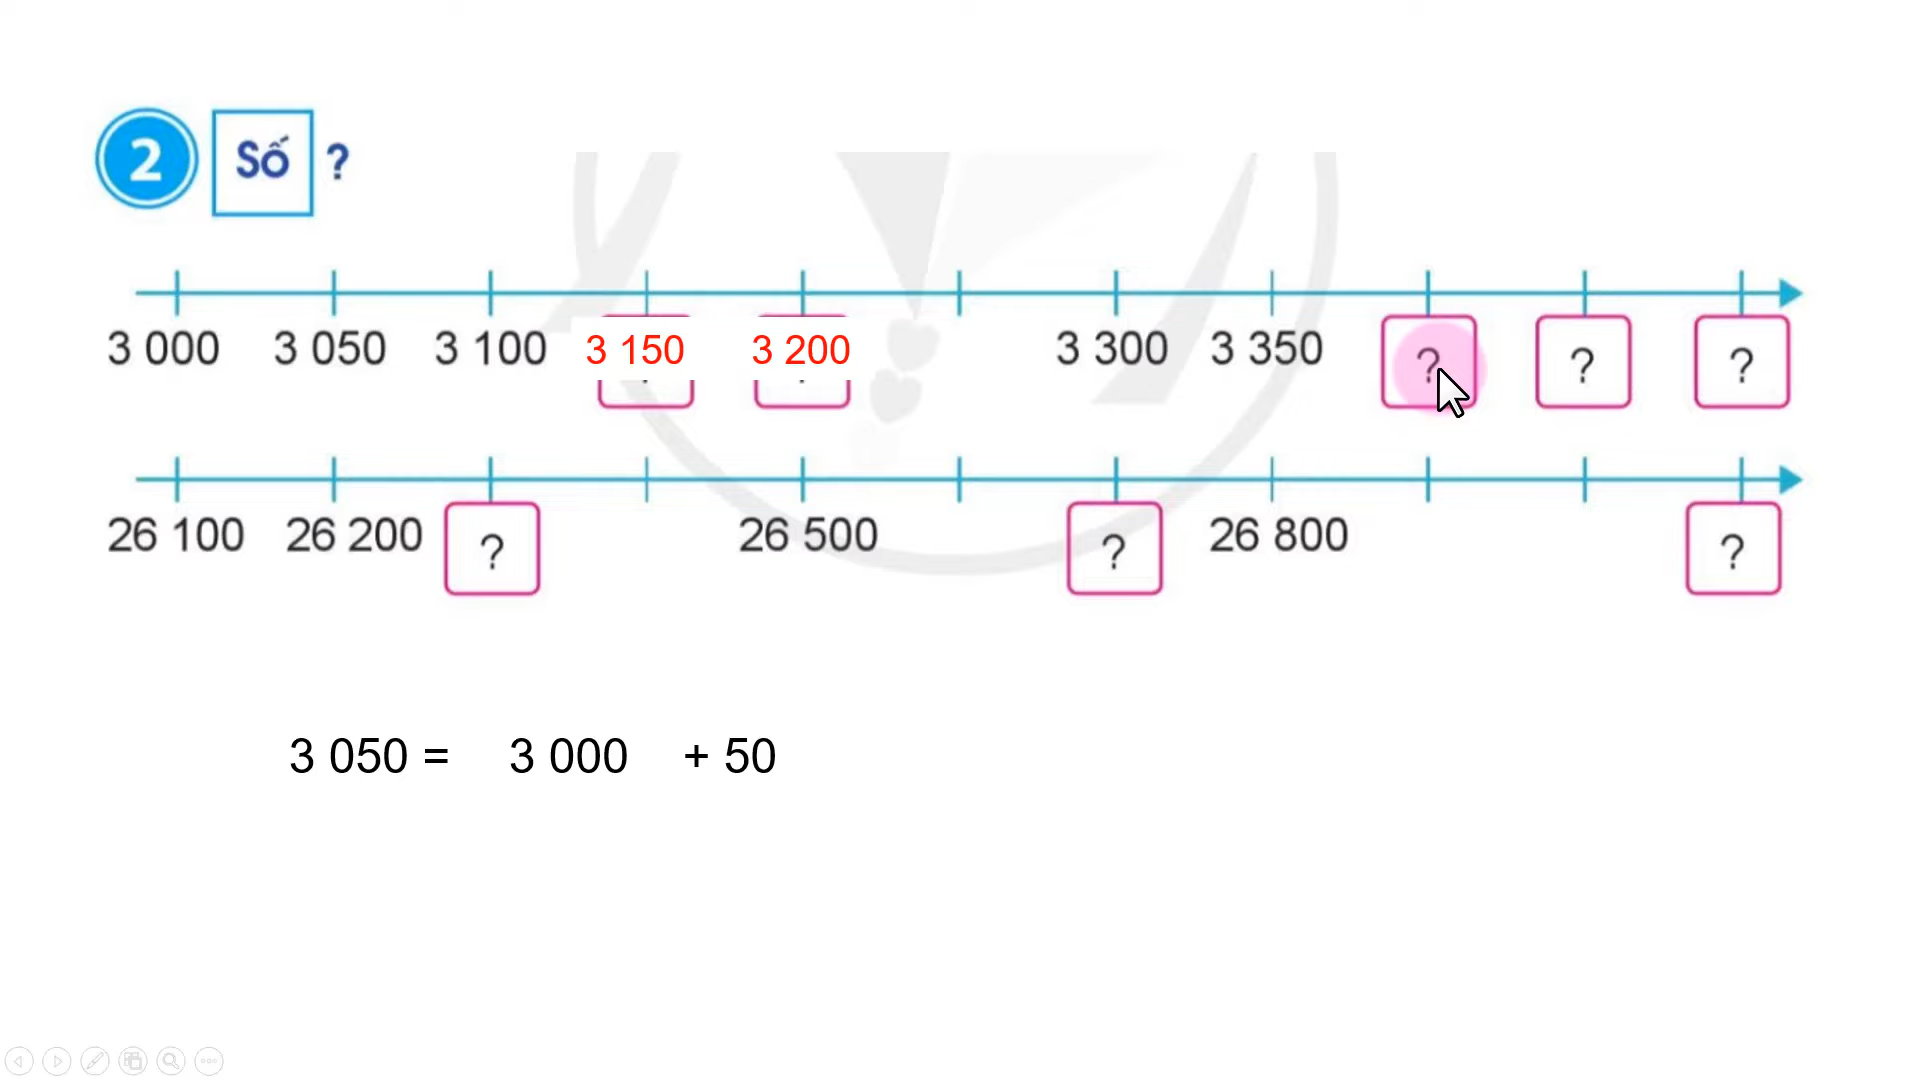 2 Số ?
3 000 3 050 3 100 3 150 3 200 3 300 3 350 ? ? ?
26 100 26 200 ? 26 500 ? 26 800 ?
3 050 = 3 000 + 50